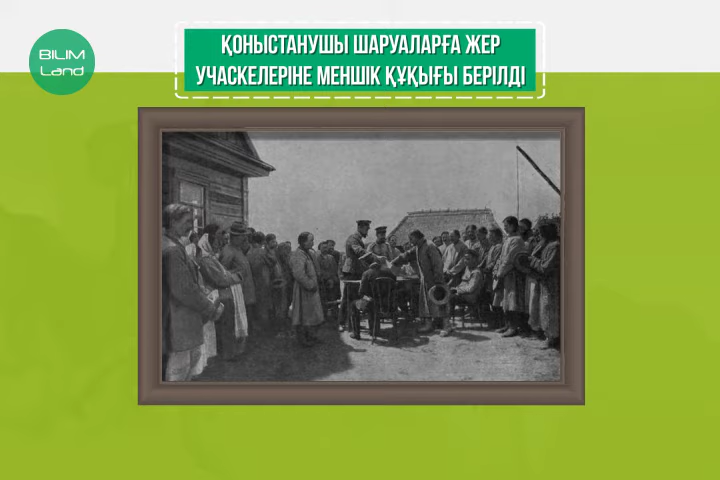 BILIM
Land
ҚОНЫСТАНУШЫ ШАРУАЛАРҒА ЖЕР
УЧАСКЕЛЕРІНЕ МЕНШІК ҚҰҚЫҒЫ БЕРІЛДІ